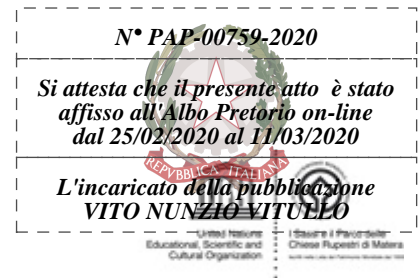 N° PAP-00759-2020
Si attesta che il presente atto è stato
affisso all'Albo Pretorio on-line
dal 25/02/2020 al 11/03/2020
REPVBBLICA ITALIANA
L'incaricato della pubblicazione
VITO NUNZIO VITULLO
United Nations
Educational, Scientific and
Cultural Organization
I Sassi e il Parco delle
Chiese Rupestri di Matera